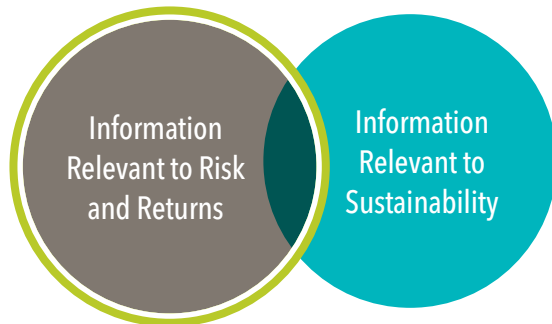 Information
Relevant to Risk
and Returns
Information
Relevant to
Sustainability